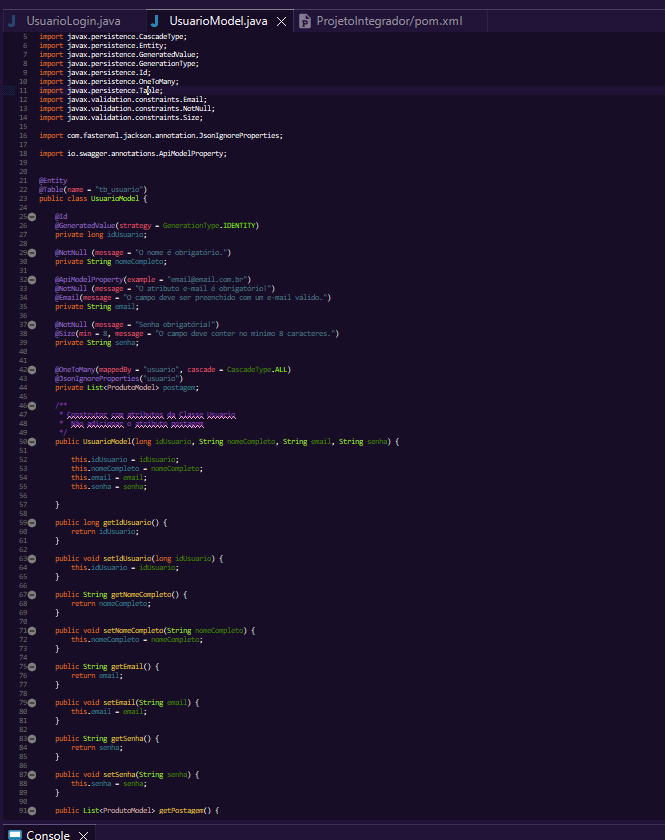 UsuarioLogin.java UsuarioModel.java ProjetoIntegrador/pom.xml
5 import javax.persistence.CascadeType;
6 import javax.persistence.Entity;
7 import javax.persistence.GeneratedValue;
8 import javax.persistence.GenerationType;
9 import javax.persistence.Id;
10 import javax.persistence.OneToMany;
11 import javax.persistence.Table;
12 import javax.validation.constraints.Email;
13 import javax.validation.constraints.NotNull;
14 import javax.validation.constraints.Size;
15
16 import com.fasterxml.jackson.annotation.JsonIgnoreProperties;
17
18 import io.swagger.annotations.ApiModelProperty;
19
20
21 @Entity
22 @Table(name = "tb_usuario")
23 public class UsuarioModel {
24
25 @Id
26 @GeneratedValue(strategy = GenerationType.IDENTITY)
27 private long idUsuario;
28
29 @NotNull (message = "O nome é obrigatório.")
30 private String nomeCompleto;
31
32 @ApiModelProperty(example = "email@email.com.br")
33 @NotNull (message = "O atributo e-mail é obrigatório!")
34 @Email(message = "O campo deve ser preenchido com um e-mail válido.")
35 private String email;
36
37 @NotNull (message = "Senha obrigatória!")
38 @Size(min = 8, message = "O campo deve conter no minimo 8 caracteres.")
39 private String senha;
40
41
42 @OneToMany(mappedBy = "usuario", cascade = CascadeType.ALL)
43 @JsonIgnoreProperties("usuario")
44 private List<ProdutoModel> postagem;
45
46 /**
47 * Construtor com atributos da Classe Usuario
48 * Não adicionar o atributo postagem
49 */
50 public UsuarioModel(long idUsuario, String nomeCompleto, String email, String senha) {
51
52 this.idUsuario = idUsuario;
53 this.nomeCompleto = nomeCompleto;
54 this.email = email;
55 this.senha = senha;
56
57 }
58
59 public long getIdUsuario() {
60 return idUsuario;
61 }
62
63 public void setIdUsuario(long idUsuario) {
64 this.idUsuario = idUsuario;
65 }
66
67 public String getNomeCompleto() {
68 return nomeCompleto;
69 }
70
71 public void setNomeCompleto(String nomeCompleto) {
72 this.nomeCompleto = nomeCompleto;
73 }
74
75 public String getEmail() {
76 return email;
77 }
78
79 public void setEmail(String email) {
80 this.email = email;
81 }
82
83 public String getSenha() {
84 return senha;
85 }
86
87 public void setSenha(String senha) {
88 this.senha = senha;
89 }
90
91 public List<ProdutoModel> getPostagem() {
Console